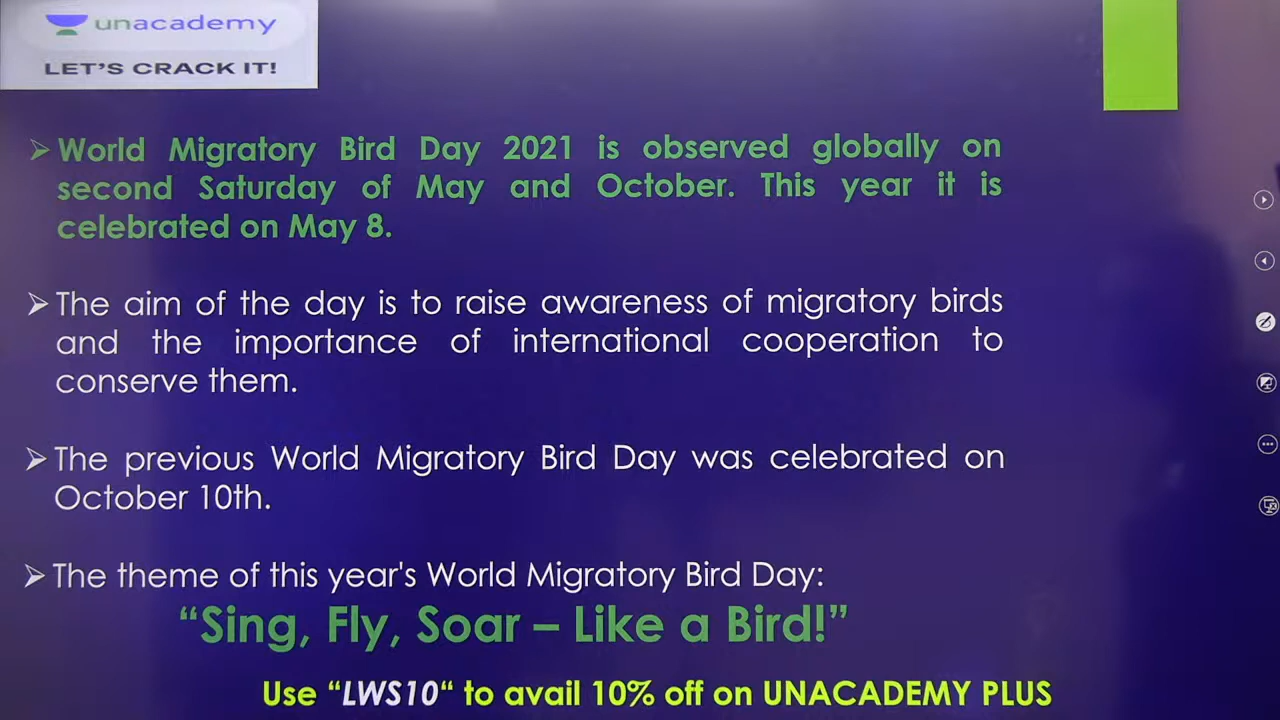 unacademy
LET'S CRACK IT!
World Migratory Bird Day 2021 is observed globally on
second Saturday of May and October. This year it is
celebrated on May 8.
The aim of the day is to raise awareness of migratory birds
and the importance of international cooperation to
conserve them.
The previous World Migratory Bird Day was celebrated on
October 10th.
The theme of this year's World Migratory Bird Day:
“Sing, Fly, Soar – Like a Bird!”
Use “LWS10“ to avail 10% off on UNACADEMY PLUS